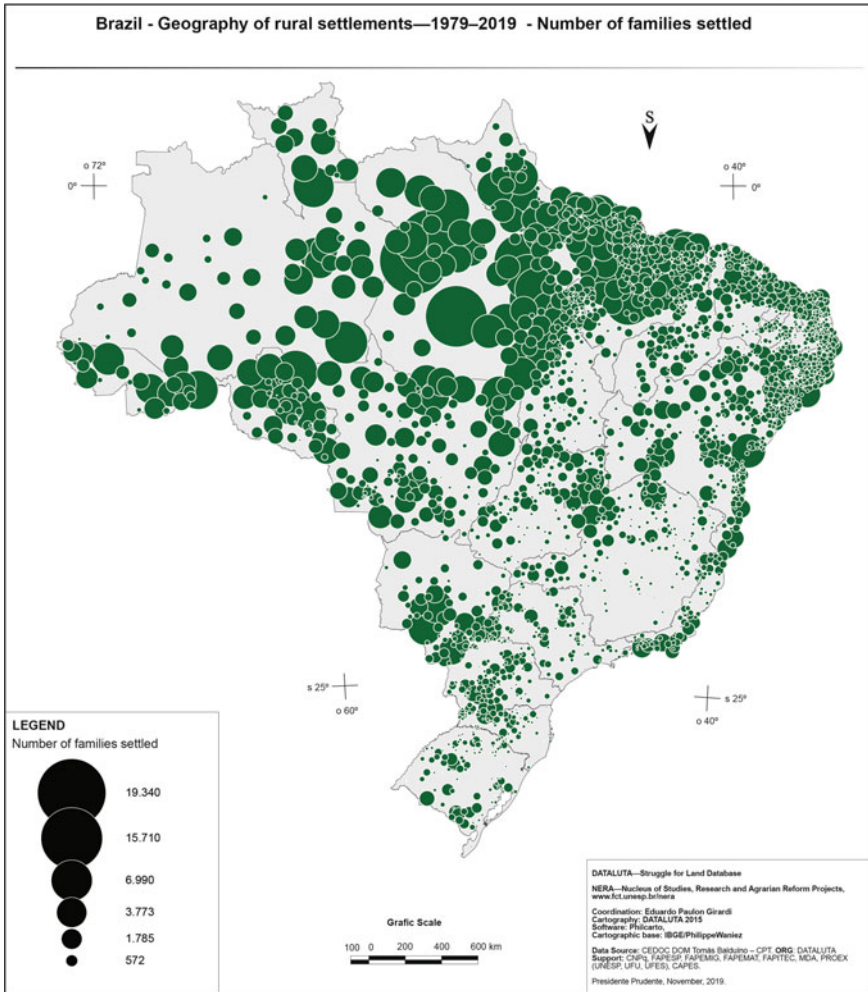 Brazil - Geography of rural settlements—1979–2019 - Number of families settled
S
o 72º
0º
o 40º
0º
s 25º
o 60º
s 25º
o 40º
LEGEND
Number of families settled
19.340
15.710
6.990
3.773
1.785
572
Grafic Scale
100 0 200 400 600 km
DATALUTA—Struggle for Land Database
NERA—Nucleus of Studies, Research and Agrarian Reform Projects,
www.fct.unesp.br/nera
Coordination: Eduardo Paulon Girardi
Cartography: DATALUTA 2015
Software: Philcarto,
Cartographic base: IBGE/PhilippeWaniez
Data Source: CEDOC DOM Tomás Balduíno – CPT. ORG: DATALUTA
Support: CNPq, FAPESP, FAPEMIG, FAPEMAT, FAPITEC, MDA, PROEX
(UNESP, UFU, UFES), CAPES.
Presidente Prudente, November, 2019.